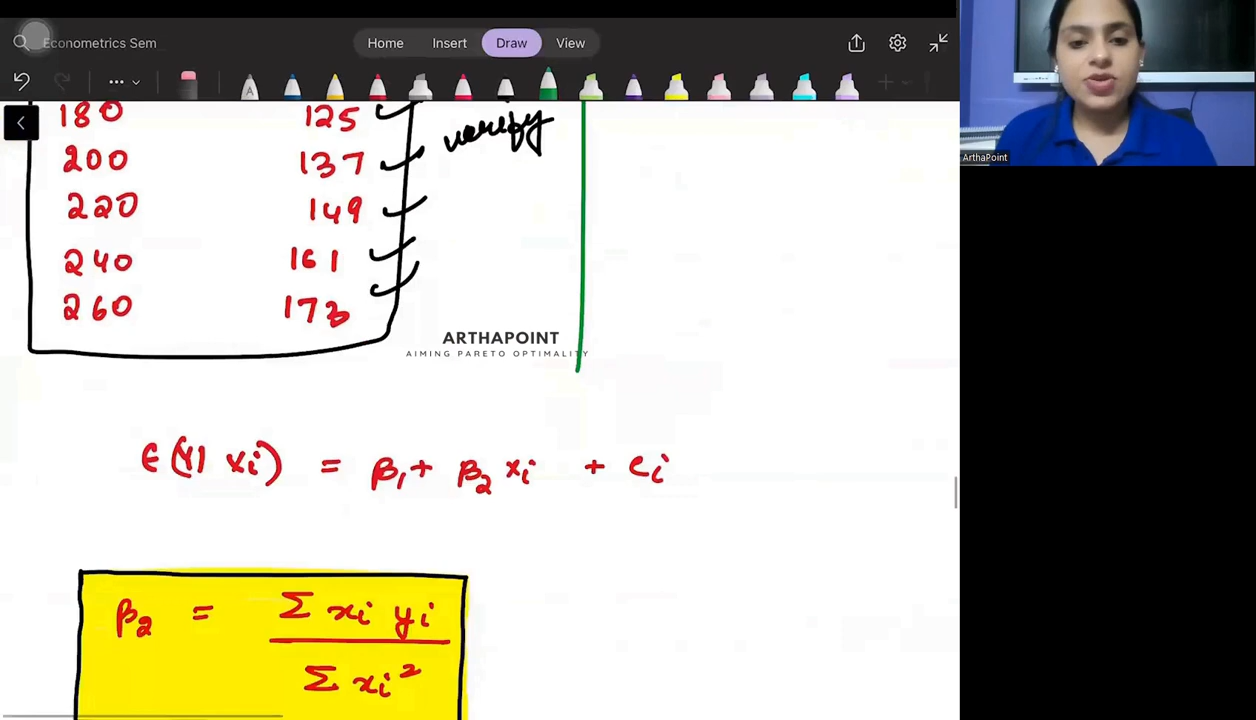 Econometrics Sem
Home Insert Draw View
180 125
verify
200 137
220 149
240 161
260 173
ARTHAPOINT
AIMING PARETO OPTIMALITY
E(Y| Xi) = β1 + β2 Xi + ei
β2 = Σ xi yi
Σ xi²
ArthaPoint